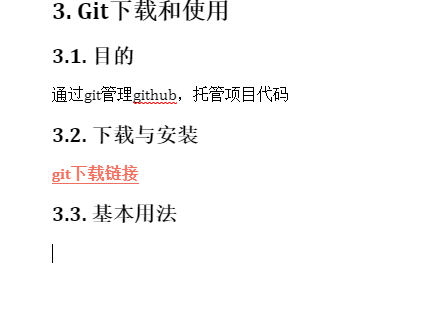 3. Git下载和使用
3.1. 目的
通过git管理github，托管项目代码
3.2. 下载与安装
git下载链接
3.3. 基本用法